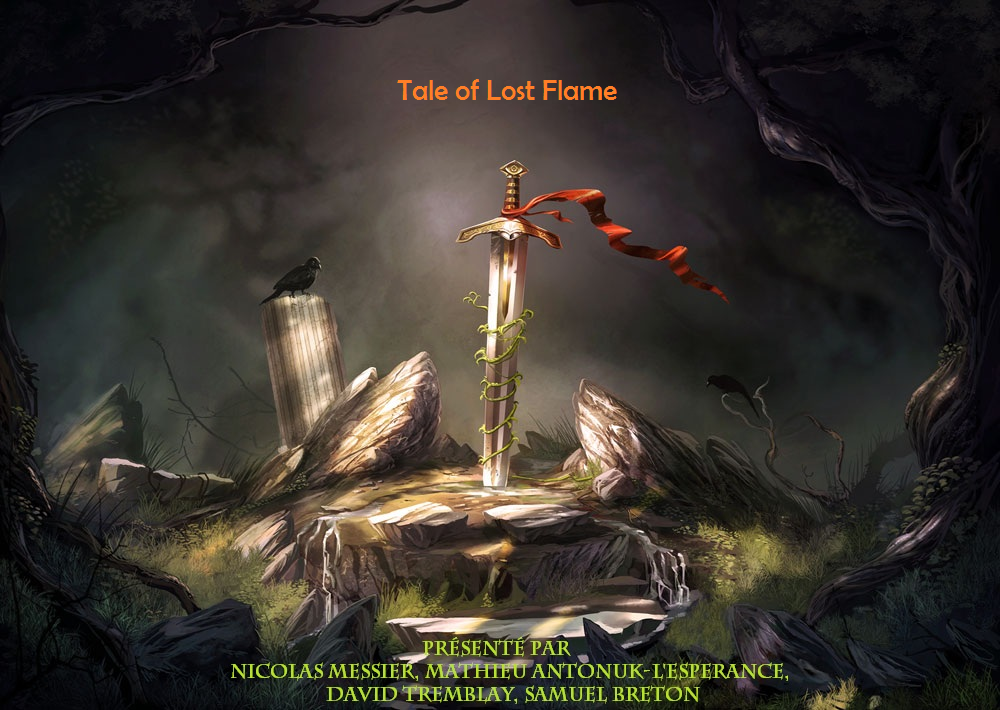 Tale of Lost Flame
PRÉSENTÉ PAR
NICOLAS MESSIER, MATHIEU ANTONUK-L'ESPERANCE,
DAVID TREMBLAY, SAMUEL BRETON